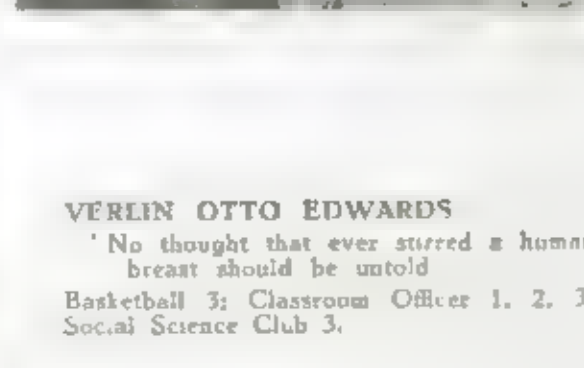 VERLIN OTTO EDWARDS
' No thought that ever stirred a human
breast should be untold
Basketball 3; Classroom Officer 1, 2, 3
Social Science Club 3.